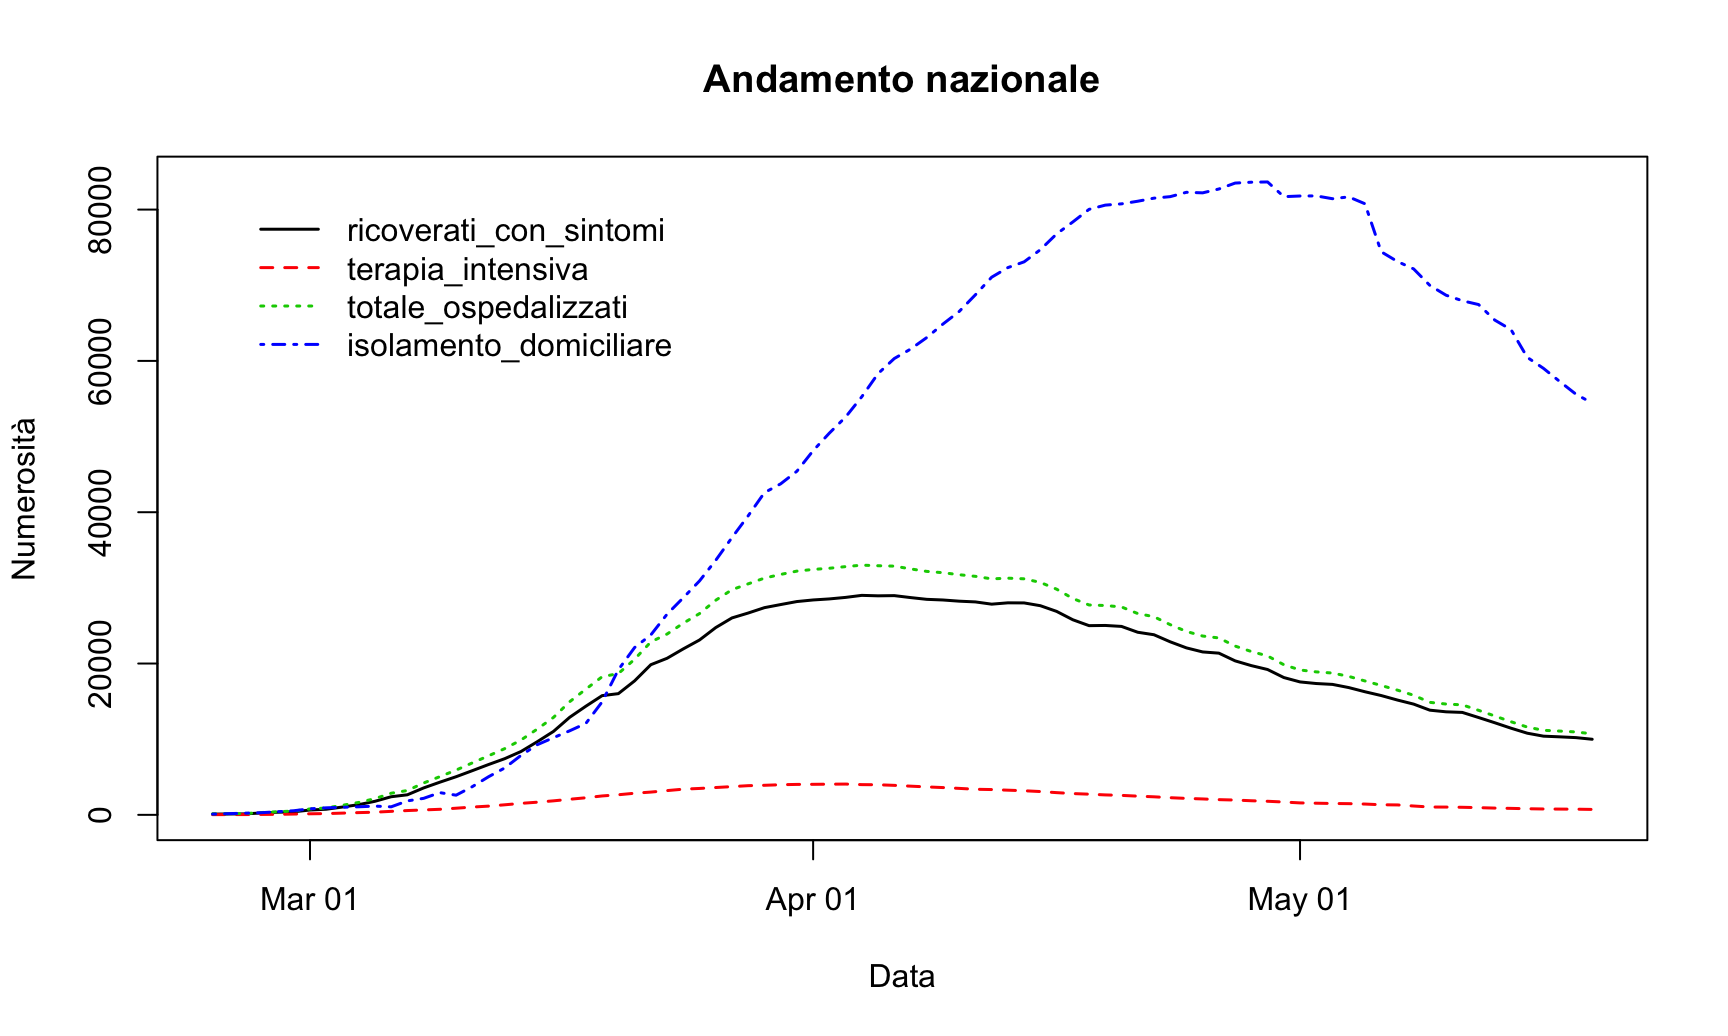 Andamento nazionale
ricoverati_con_sintomi
terapia_intensiva
totale_ospedalizzati
isolamento_domiciliare
Numerosità
80000
60000
40000
20000
0
Mar 01
Apr 01
May 01
Data